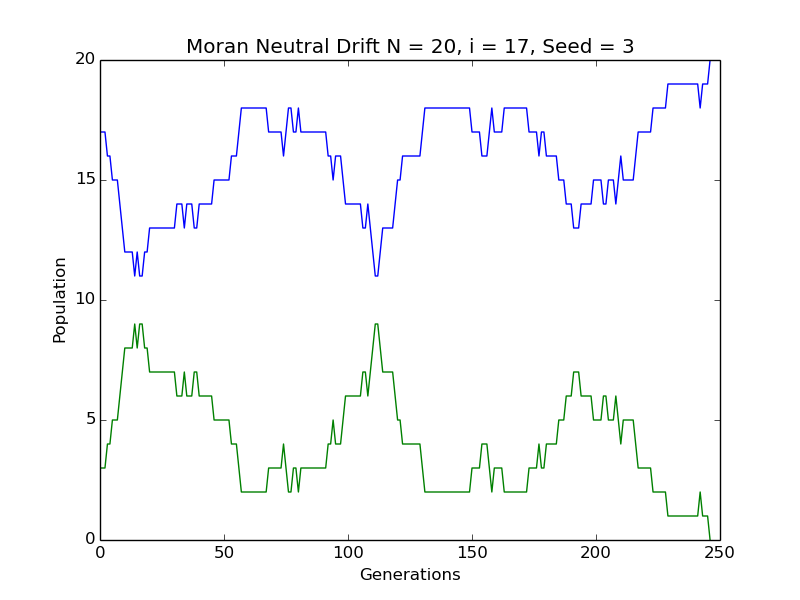 Moran Neutral Drift N = 20, i = 17, Seed = 3
20
15
10
5
0
Population
0 50 100 150 200 250
Generations